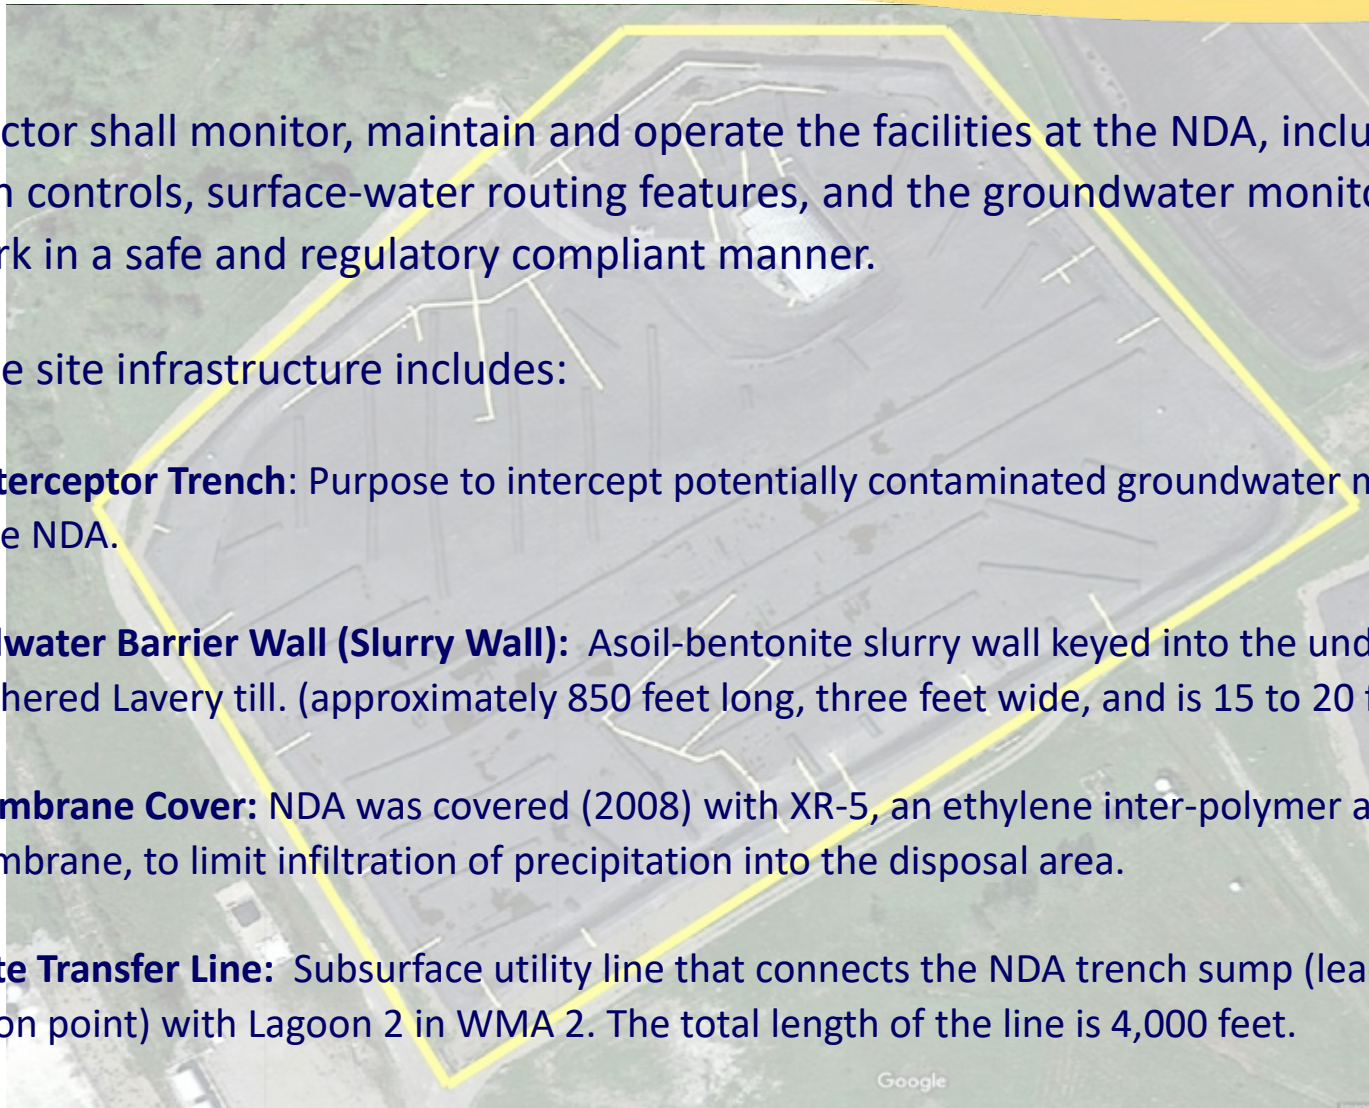 ctor shall monitor, maintain and operate the facilities at the NDA, inclu
n controls, surface-water routing features, and the groundwater monito
rk in a safe and regulatory compliant manner.
e site infrastructure includes:
terceptor Trench: Purpose to intercept potentially contaminated groundwater m
e NDA.
lwater Barrier Wall (Slurry Wall): Asoil-bentonite slurry wall keyed into the und
hered Lavery till. (approximately 850 feet long, three feet wide, and is 15 to 20 f
mbrane Cover: NDA was covered (2008) with XR-5, an ethylene inter-polymer a
mbrane, to limit infiltration of precipitation into the disposal area.
te Transfer Line: Subsurface utility line that connects the NDA trench sump (lea
on point) with Lagoon 2 in WMA 2. The total length of the line is 4,000 feet.
Google